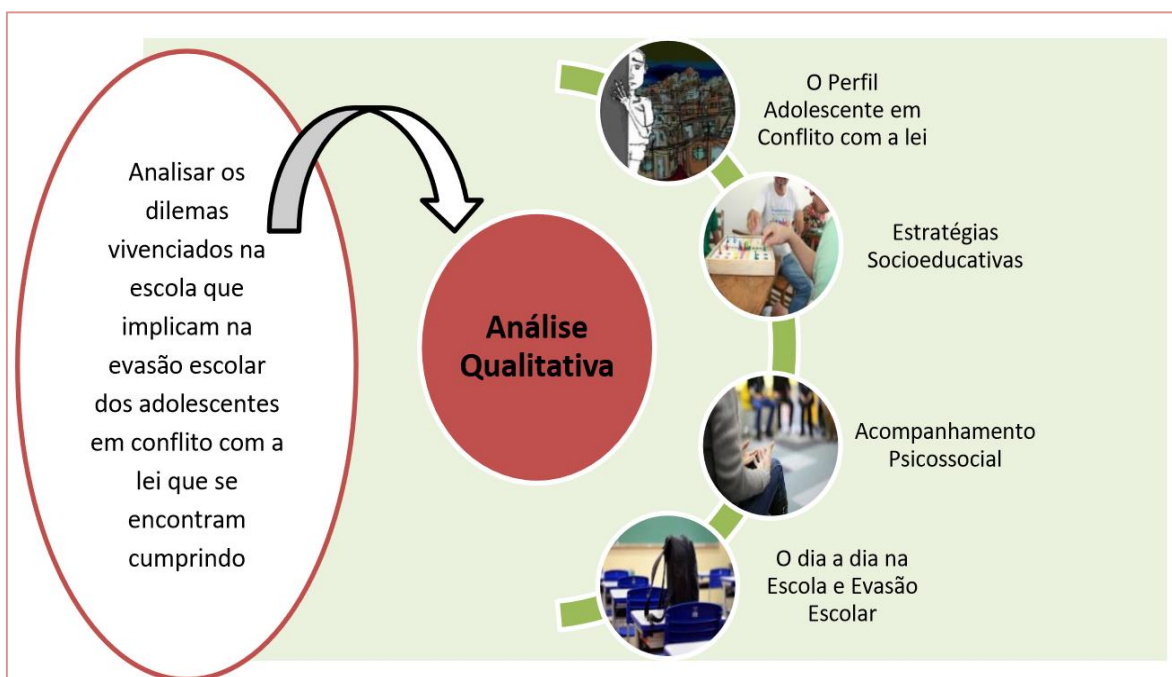 Analisar os
dilemas
vivenciados na
escola que
implicam na
evasão escolar
dos adolescentes
em conflito com a
lei que se
encontram
cumprindo
Análise
Qualitativa
O Perfil
Adolescente em
Conflito com a lei
Estratégias
Socioeducativas
Acompanhamento
Psicossocial
O dia a dia na
Escola e Evasão
Escolar